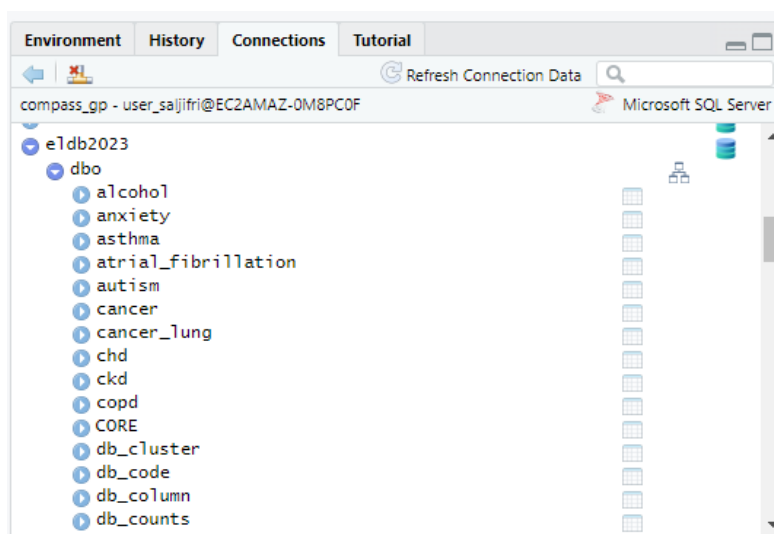 Environment History Connections Tutorial
Refresh Connection Data
compass_gp - user_saljifri@EC2AMAZ-0M8PC0F Microsoft SQL Server
eldb2023
dbo
alcohol
anxiety
asthma
atrial_fibrillation
autism
cancer
cancer_lung
chd
ckd
copd
CORE
db_cluster
db_code
db_column
db_counts